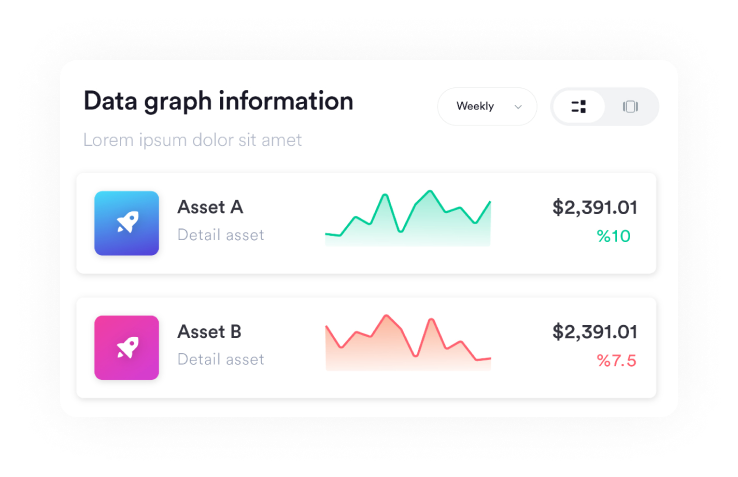 Data graph information
Weekly
Lorem ipsum dolor sit amet
Asset A
$2,391.01
Detail asset
%10
Asset B
$2,391.01
Detail asset
%7.5